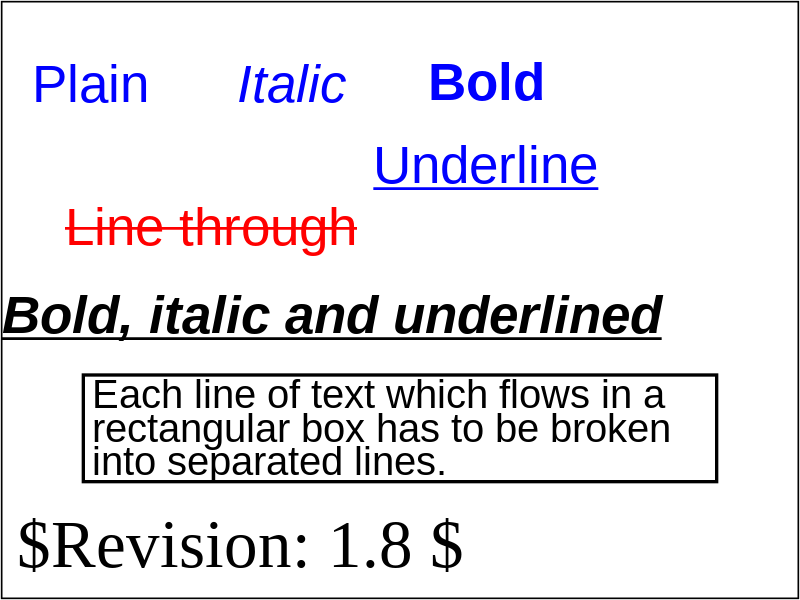 Plain Italic Bold
Underline
Line through
Bold, italic and underlined
Each line of text which flows in a
rectangular box has to be broken
into separated lines.
$Revision: 1.8 $